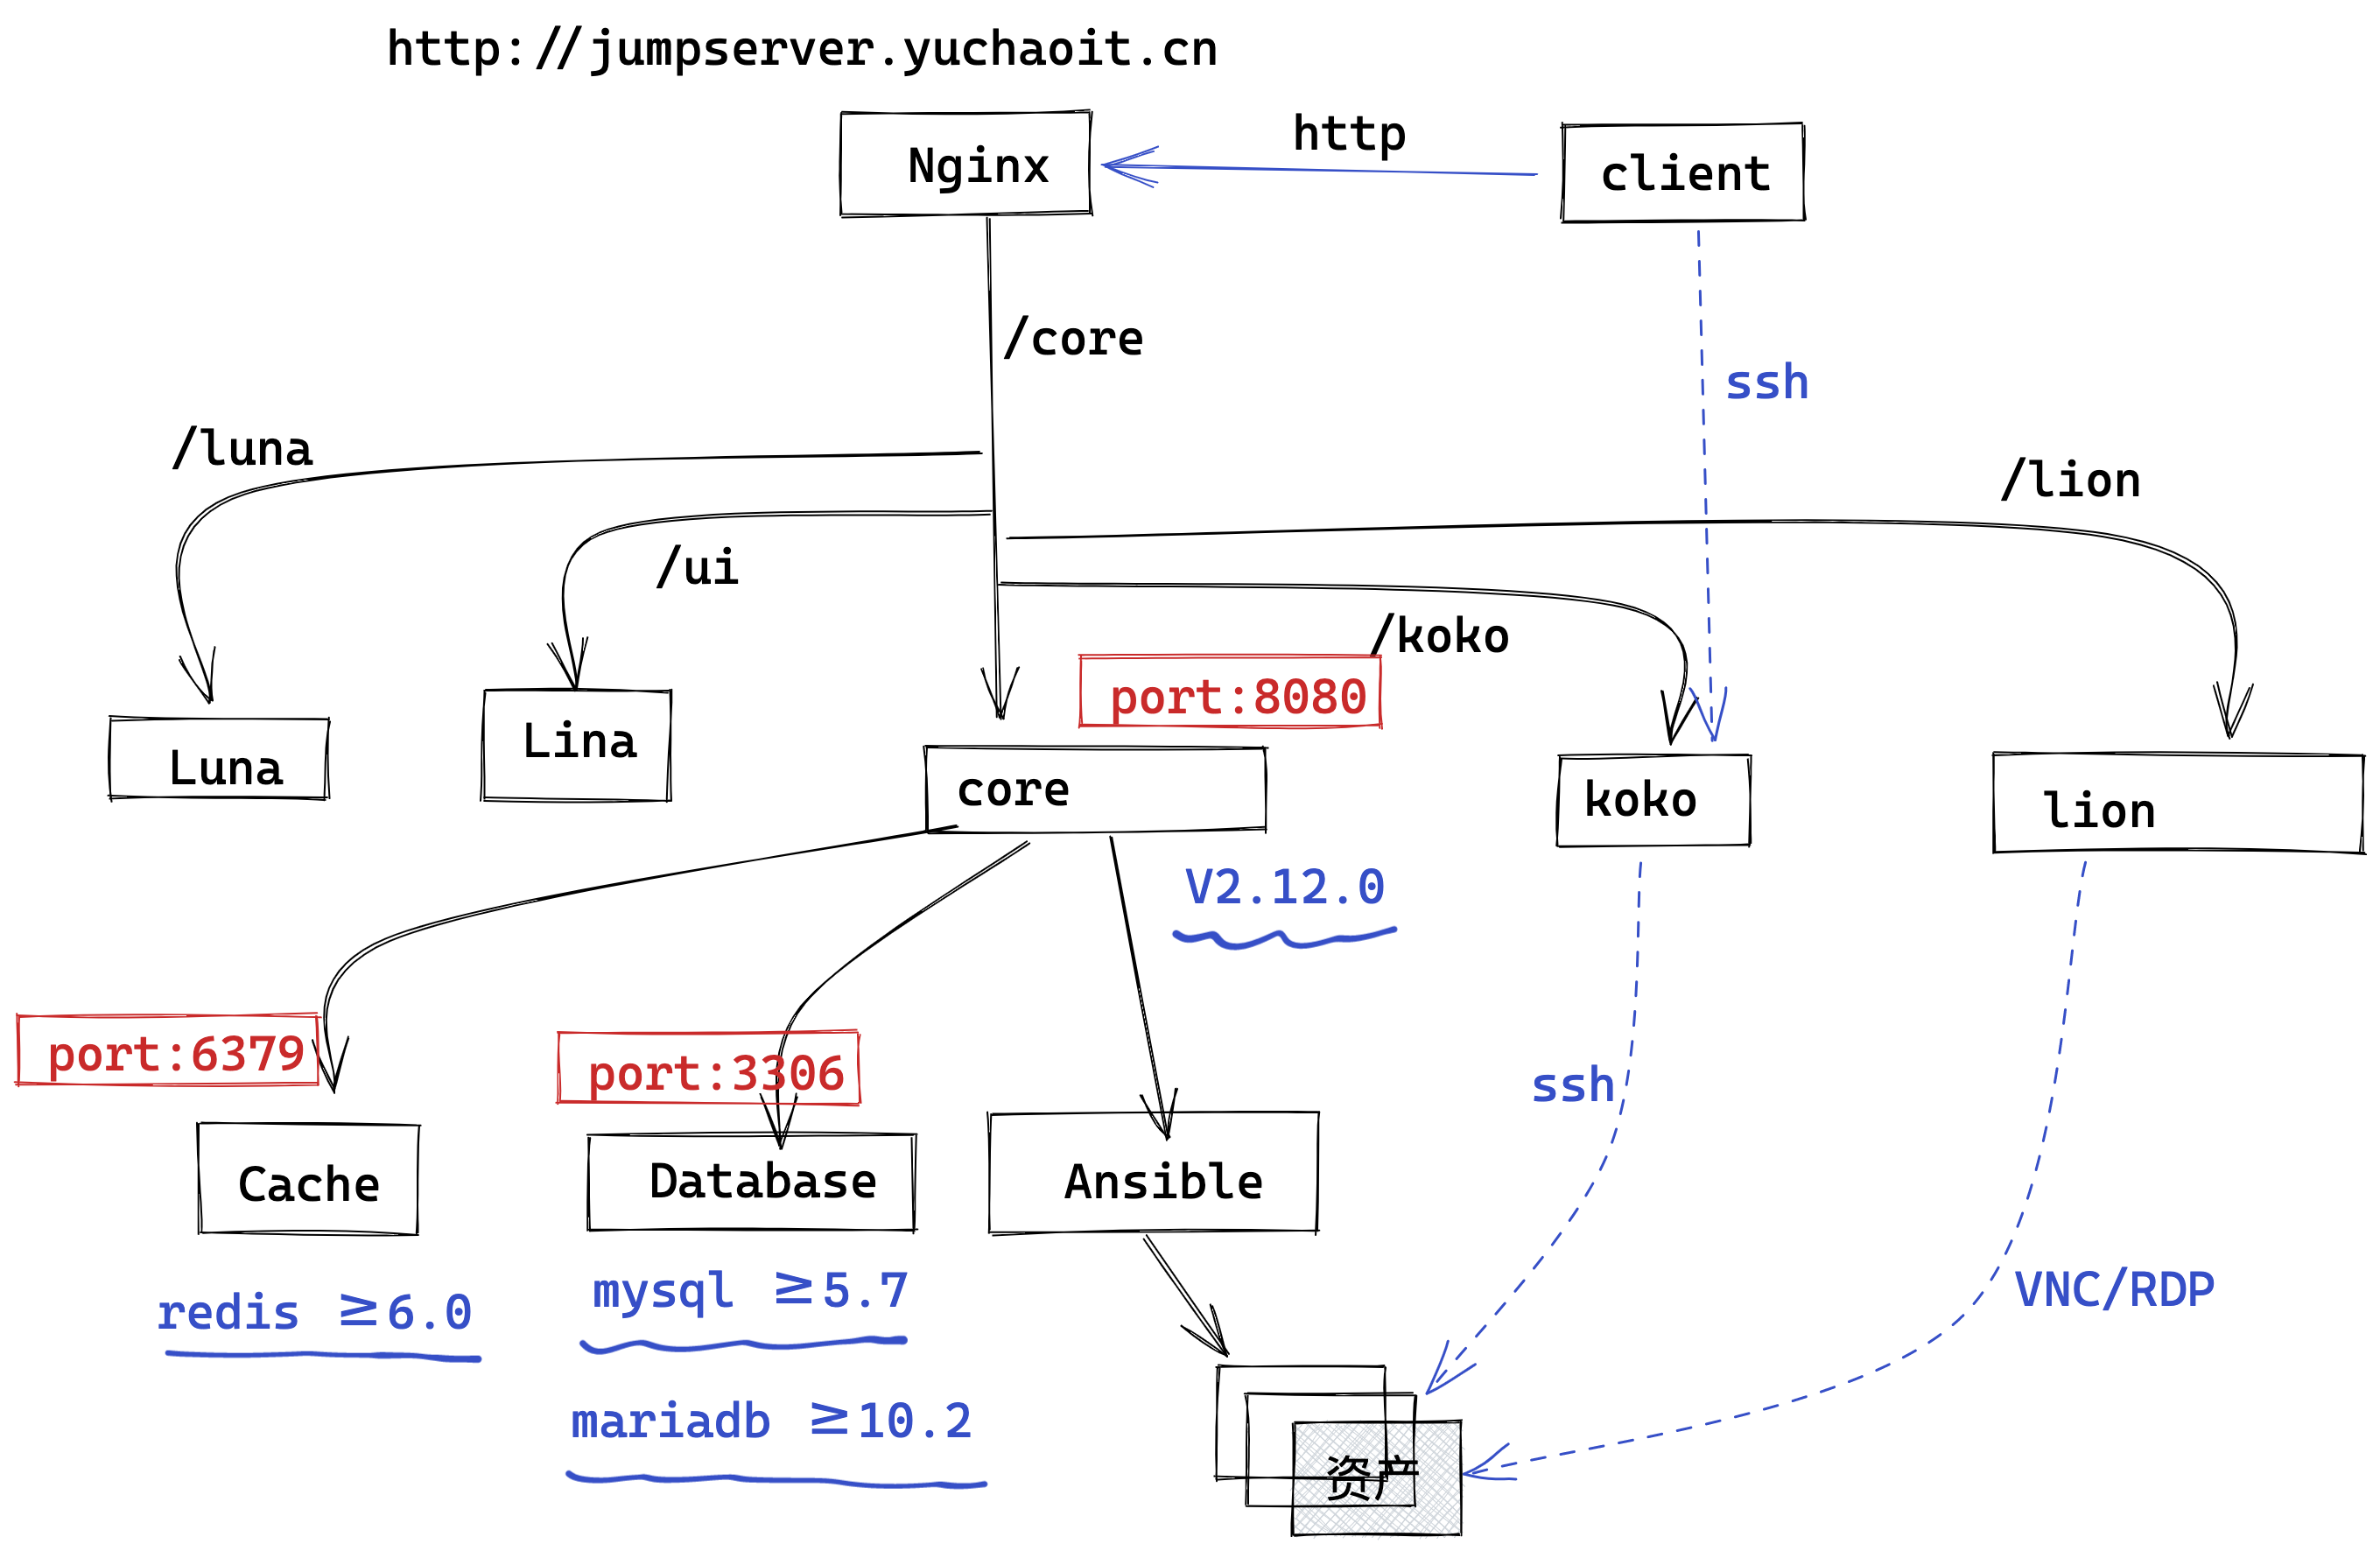 http://jumpserver.yuchaoit.cn
Nginx
http
client
/core
ssh
/luna
/lion
/ui
/koko
port:8080
Luna
Lina
core
koko
lion
V2.12.0
port:6379
port:3306
ssh
Cache
Database
Ansible
redis ≥6.0
mysql ≥5.7
VNC/RDP
mariadb ≥10.2
资产